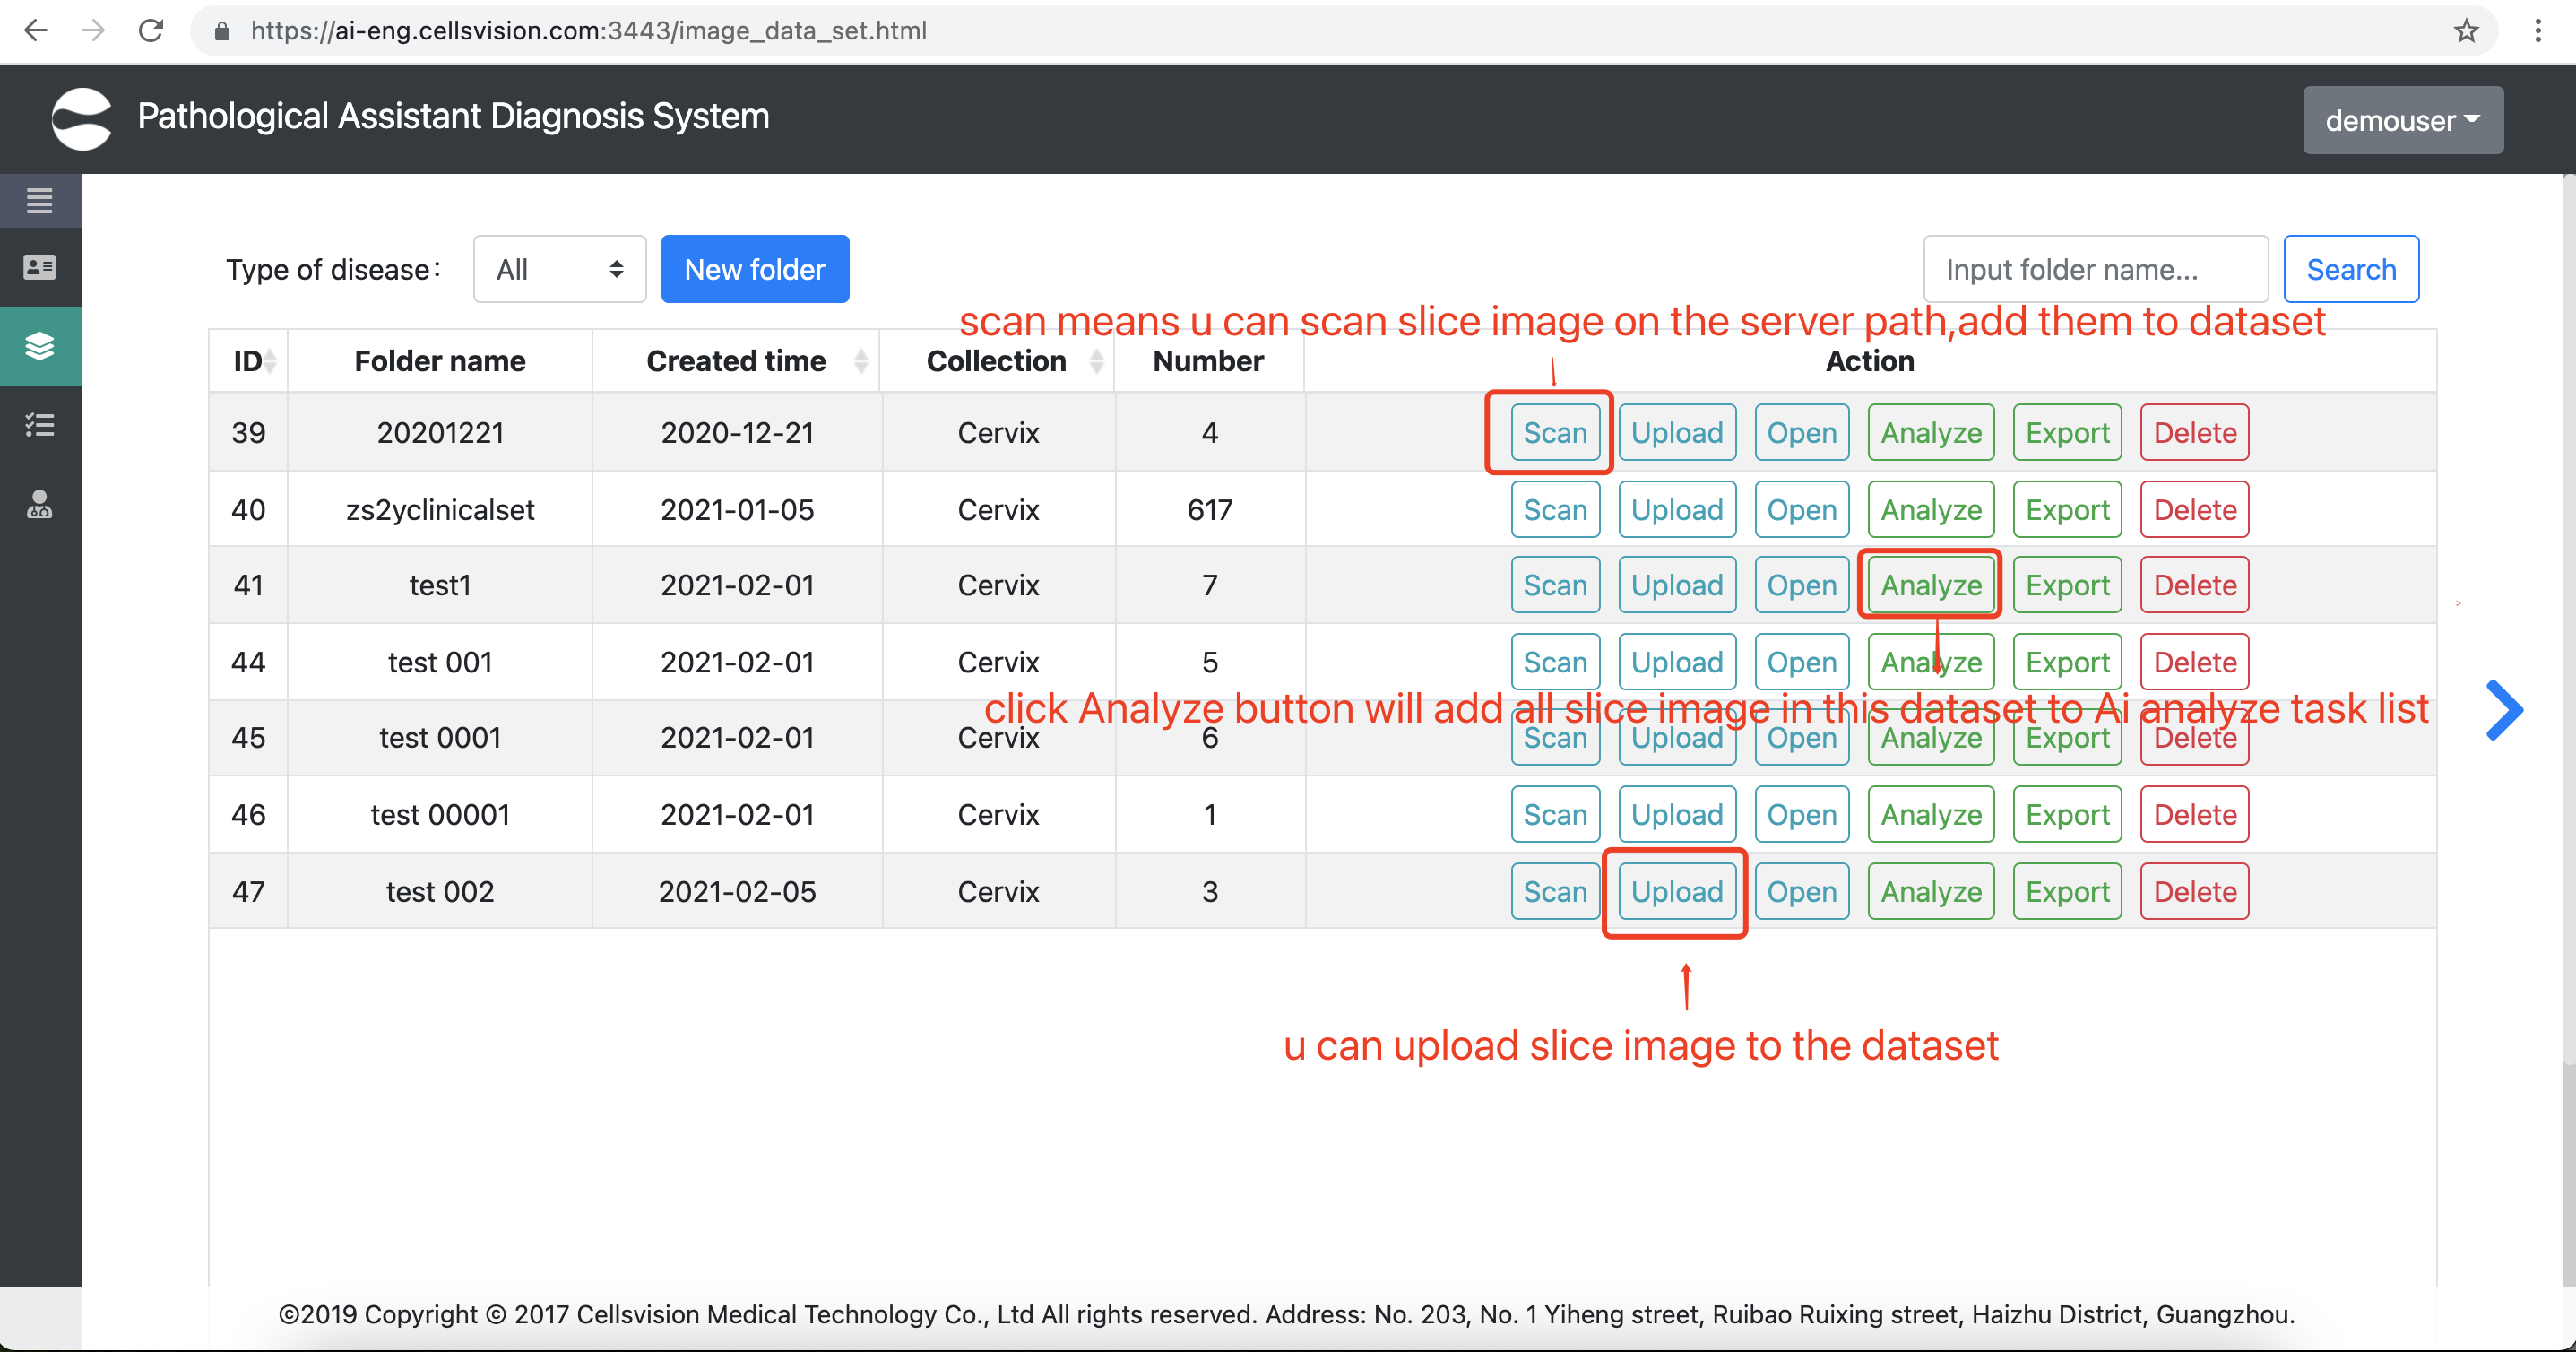 https://ai-eng.cellsvision.com:3443/image_data_set.html
Pathological Assistant Diagnosis System
demouser
Type of disease： All New folder Input folder name... Search
scan means u can scan slice image on the server path,add them to dataset
ID Folder name Created time Collection Number Action
39 20201221 2020-12-21 Cervix 4 Scan Upload Open Analyze Export Delete
40 zs2yclinicalset 2021-01-05 Cervix 617 Scan Upload Open Analyze Export Delete
41 test1 2021-02-01 Cervix 7 Scan Upload Open Analyze Export Delete
44 test 001 2021-02-01 Cervix 5 Scan Upload Open Analyze Export Delete
click Analyze button will add all slice image in this dataset to Ai analyze task list
45 test 0001 2021-02-01 Cervix 6 Scan Upload Open Analyze Export Delete
46 test 00001 2021-02-01 Cervix 1 Scan Upload Open Analyze Export Delete
47 test 002 2021-02-05 Cervix 3 Scan Upload Open Analyze Export Delete
u can upload slice image to the dataset
©2019 Copyright © 2017 Cellsvision Medical Technology Co., Ltd All rights reserved. Address: No. 203, No. 1 Yiheng street, Ruibao Ruixing street, Haizhu District, Guangzhou.